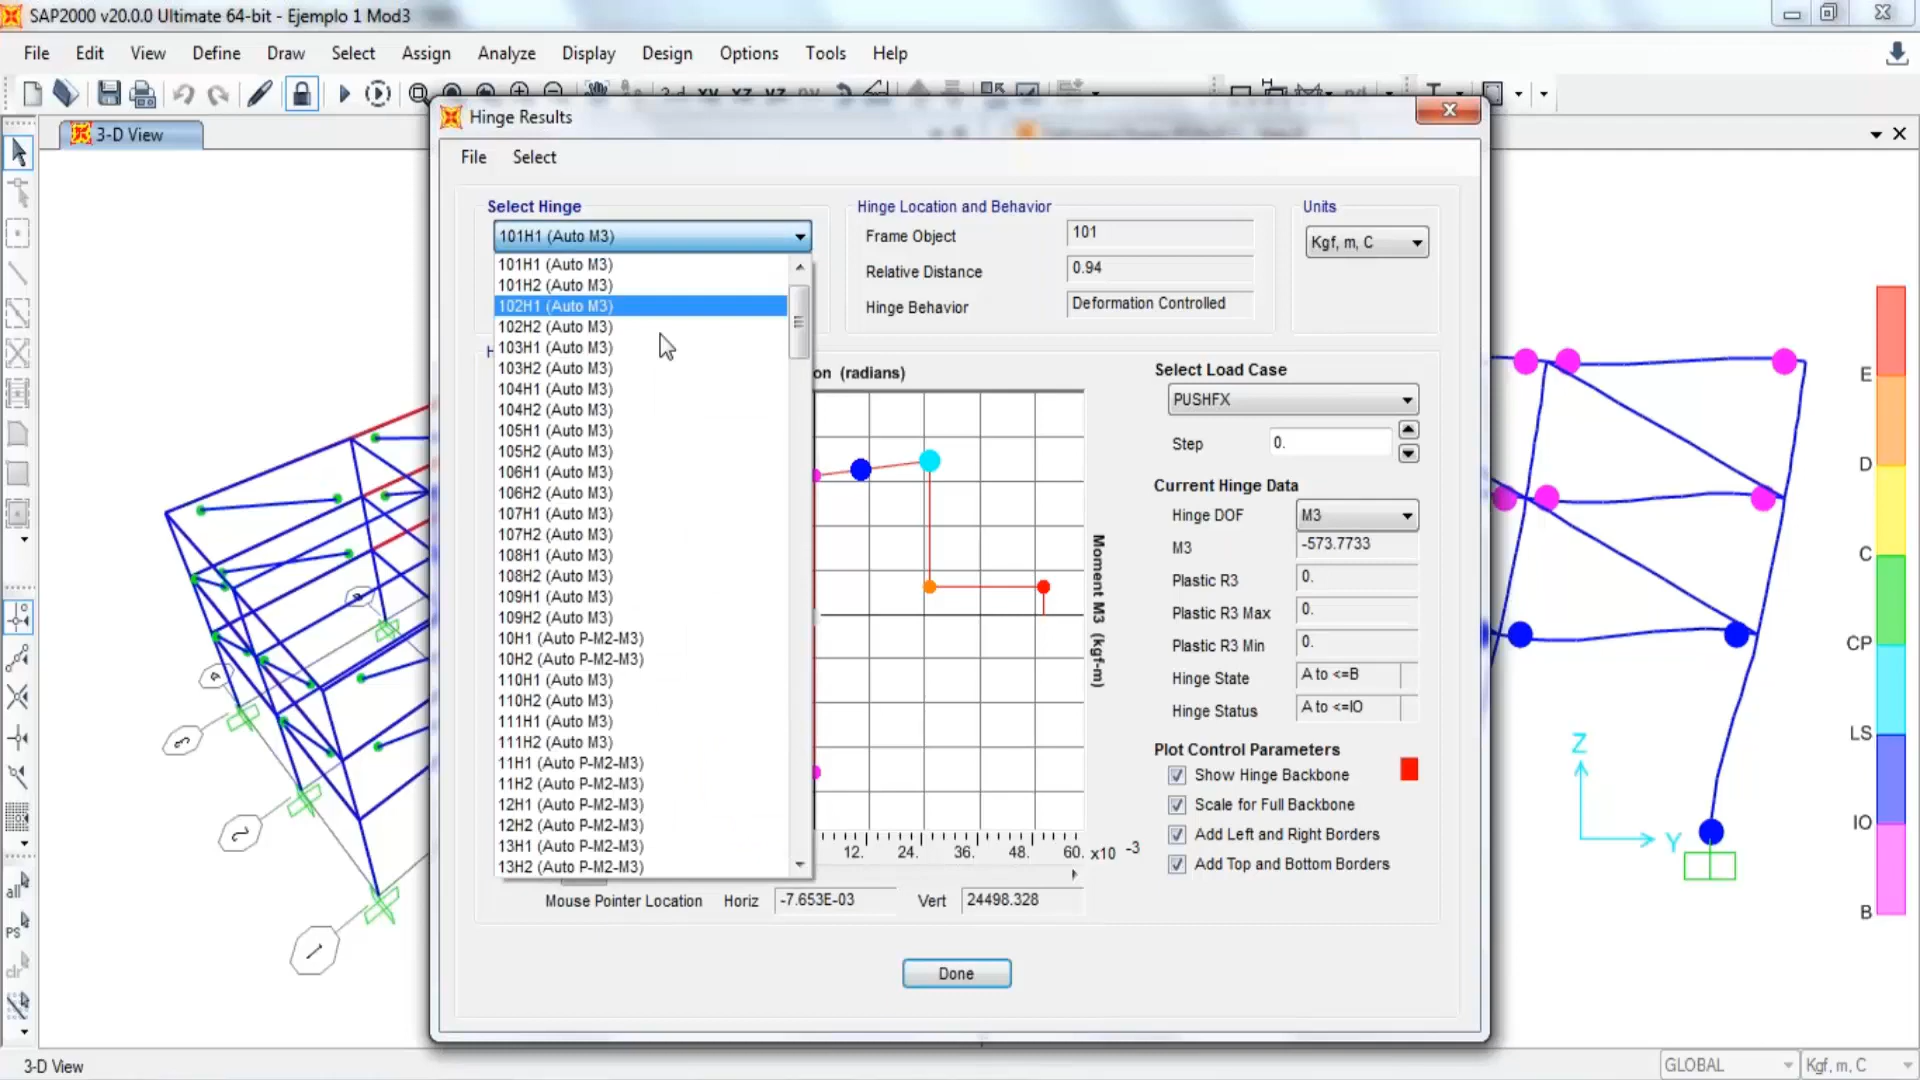 SAP2000 v20.0.0 Ultimate 64-bit - Ejemplo 1 Mod3
File Edit View Define Draw Select Assign Analyze Display Design Options Tools Help
3-D View
Hinge Results
File Select
Select Hinge
101H1 (Auto M3)
101H1 (Auto M3)
101H2 (Auto M3)
102H1 (Auto M3)
102H2 (Auto M3)
103H1 (Auto M3)
103H2 (Auto M3)
104H1 (Auto M3)
104H2 (Auto M3)
105H1 (Auto M3)
105H2 (Auto M3)
106H1 (Auto M3)
106H2 (Auto M3)
107H1 (Auto M3)
107H2 (Auto M3)
108H1 (Auto M3)
108H2 (Auto M3)
109H1 (Auto M3)
109H2 (Auto M3)
10H1 (Auto P-M2-M3)
10H2 (Auto P-M2-M3)
110H1 (Auto M3)
110H2 (Auto M3)
111H1 (Auto M3)
111H2 (Auto M3)
11H1 (Auto P-M2-M3)
11H2 (Auto P-M2-M3)
12H1 (Auto P-M2-M3)
12H2 (Auto P-M2-M3)
13H1 (Auto P-M2-M3)
13H2 (Auto P-M2-M3)
Hinge Location and Behavior
Frame Object 101
Relative Distance 0.94
Hinge Behavior Deformation Controlled
Units
Kgf, m, C
on (radians)
Moment M3 (kgf-m)
12. 24. 36. 48. 60. x10 -3
Mouse Pointer Location Horiz -7.653E-03 Vert 24498.328
Select Load Case
PUSHFX
Step 0.
Current Hinge Data
Hinge DOF M3
M3 -573.7733
Plastic R3 0.
Plastic R3 Max 0.
Plastic R3 Min 0.
Hinge State A to <=B
Hinge Status A to <=IO
Plot Control Parameters
Show Hinge Backbone
Scale for Full Backbone
Add Left and Right Borders
Add Top and Bottom Borders
Done
E
D
C
CP
LS
IO
B
Z
Y
all
PS
clr
3-D View
GLOBAL
Kgf, m, C